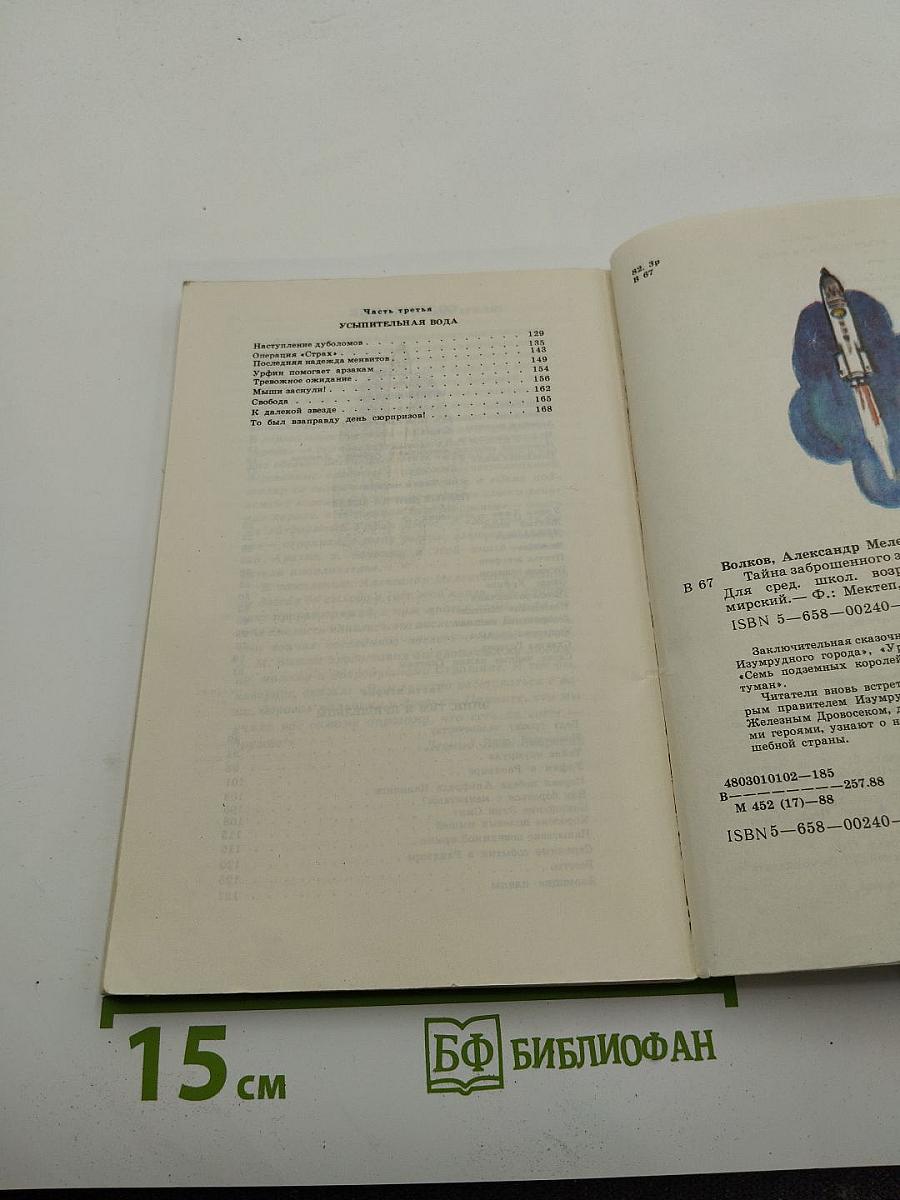 Часть третья
УСЫПИТЕЛЬНАЯ ВОДА
Наступление дуболомов . . . . . . . . . . . . 129
Операция «Страх» . . . . . . . . . . . . 135
Последняя надежда менвитов . . . . . . . . . . . . 143
Урфин помогает арзакам . . . . . . . . . . . . 149
Тревожное ожидание . . . . . . . . . . . . 154
Мыши заснули! . . . . . . . . . . . . 156
Свобода . . . . . . . . . . . . 162
К далекой звезде . . . . . . . . . . . . 165
То был взаправду день сюрпризов! . . . . . . . . . . . . 168
82. 3р
В 67
Волков, Александр Меле
В 67
Тайна заброшенного з
Для сред. школ. возр
мирский.— Ф.: Мектеп,
ISBN 5—658—00240—
Заключительная сказочн
Изумрудного города», «Ур
«Семь подземных королей
туман».
Читатели вновь встрет
рым правителем Изумру
Железным Дровосеком, д
ми героями, узнают о н
шебной страны.
4803010102—185
В————————257.88
М 452 (17)—88
ISBN 5—658—00240—
15 см
БФ БИБЛИОФАН